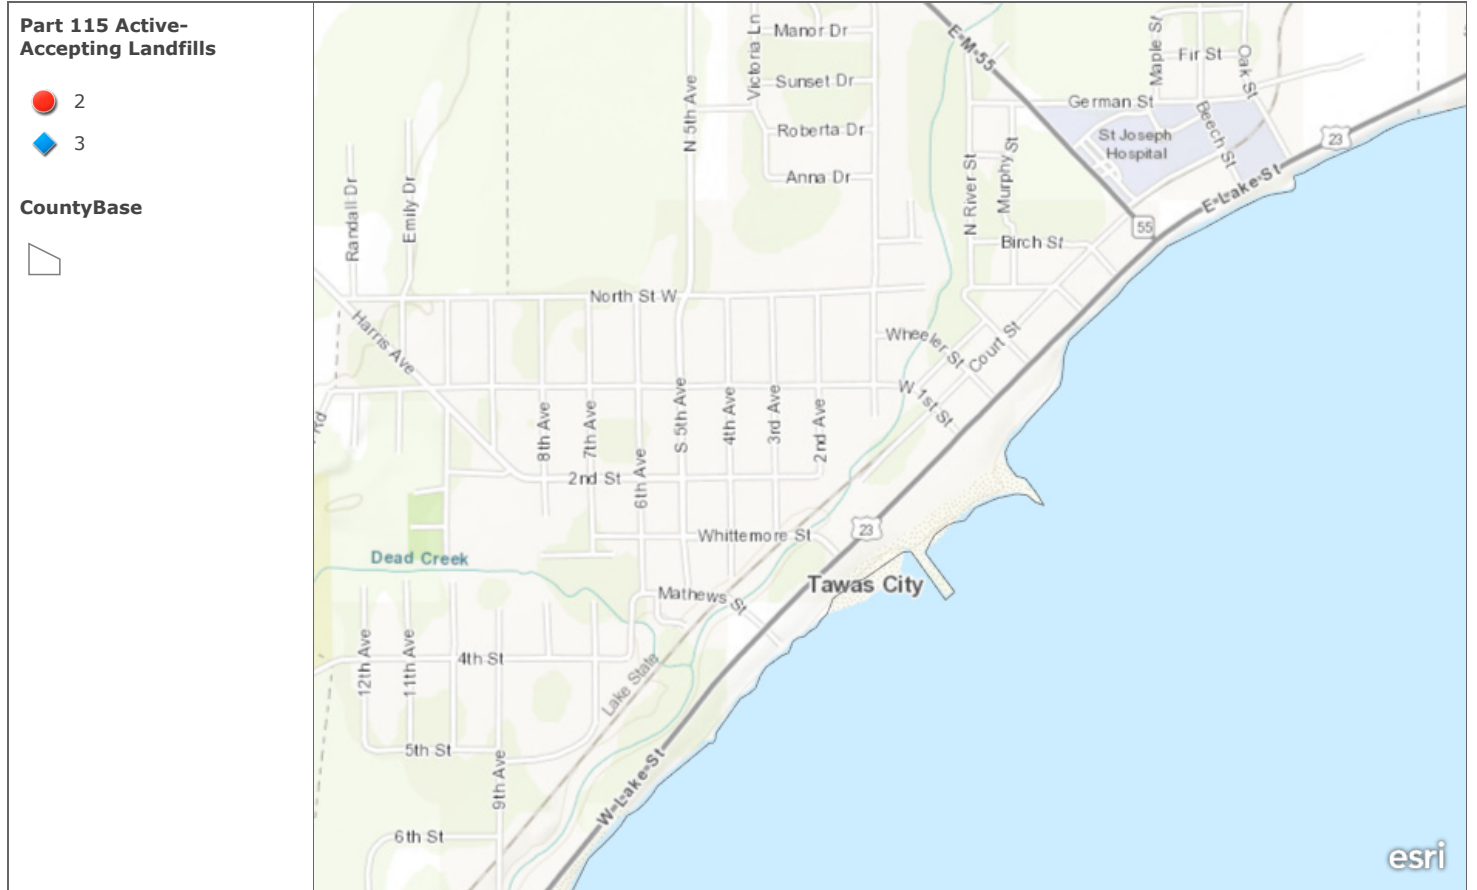 Part 115 Active-
Accepting Landfills
2
3
CountyBase
Manor Dr
Victoria Ln
Sunset Dr
Roberta Dr
Anna Dr
N 5th Ave
E-M-55
Maple St
Fir St
Oak St
German St
Beech St
St Joseph
Hospital
23
E-Lake-St
N River St
Murphy St
55
Birch St
Randall Dr
Emily Dr
North St W
Harris Ave
Wheeler St
Court St
W 1st St
Rd
8th Ave
7th Ave
6th Ave
S 5th Ave
4th Ave
3rd Ave
2nd Ave
2nd St
Whittemore St
23
Dead Creek
Tawas City
Mathews St
12th Ave
11th Ave
4th St
Lake State
5th St
9th Ave
W-Lake-St
6th St
esri